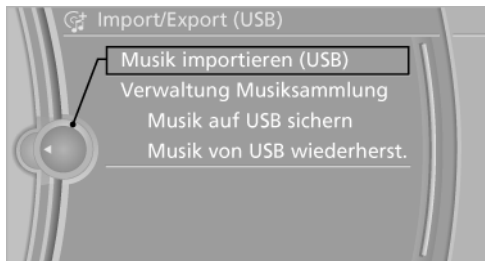 Import/Export (USB)
Musik importieren (USB)
Verwaltung Musiksammlung
Musik auf USB sichern
Musik von USB wiederherst.